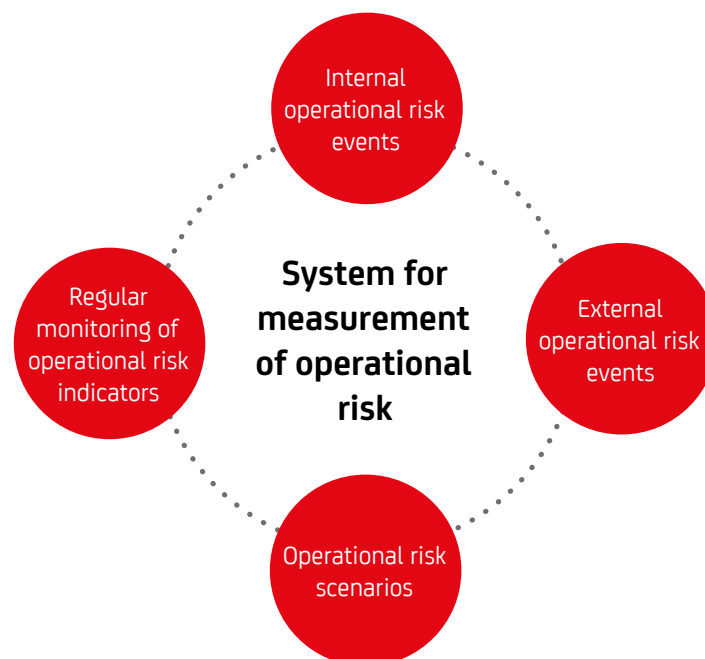 Internal
operational risk
events
System for
measurement
of operational
risk
Regular
monitoring of
operational risk
indicators
External
operational risk
events
Operational risk
scenarios